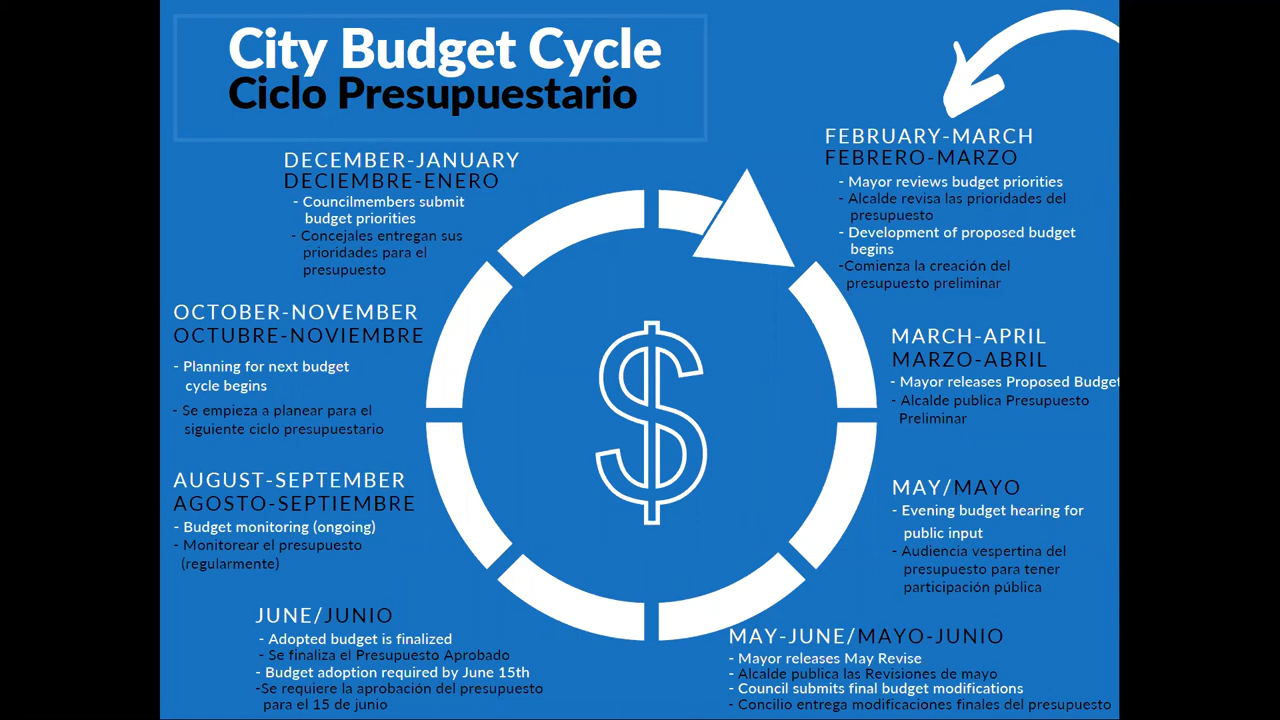 City Budget Cycle
Ciclo Presupuestario
FEBRUARY-MARCH
FEBRERO-MARZO
- Mayor reviews budget priorities
- Alcalde revisa las prioridades del
presupuesto
- Development of proposed budget
begins
-Comienza la creación del
presupuesto preliminar
MARCH-APRIL
MARZO-ABRIL
- Mayor releases Proposed Budget
- Alcalde publica Presupuesto
Preliminar
MAY/MAYO
- Evening budget hearing for
public input
- Audiencia vespertina del
presupuesto para tener
participación pública
MAY-JUNE/MAYO-JUNIO
- Mayor releases May Revise
- Alcalde publica las Revisiones de mayo
- Council submits final budget modifications
- Concilio entrega modificaciones finales del presupuesto
JUNE/JUNIO
- Adopted budget is finalized
- Se finaliza el Presupuesto Aprobado
- Budget adoption required by June 15th
-Se requiere la aprobación del presupuesto
para el 15 de junio
AUGUST-SEPTEMBER
AGOSTO-SEPTIEMBRE
- Budget monitoring (ongoing)
- Monitorear el presupuesto
(regularmente)
OCTOBER-NOVEMBER
OCTUBRE-NOVIEMBRE
- Planning for next budget
cycle begins
- Se empieza a planear para el
siguiente ciclo presupuestario
DECEMBER-JANUARY
DECIEMBRE-ENERO
- Councilmembers submit
budget priorities
- Concejales entregan sus
prioridades para el
presupuesto
$